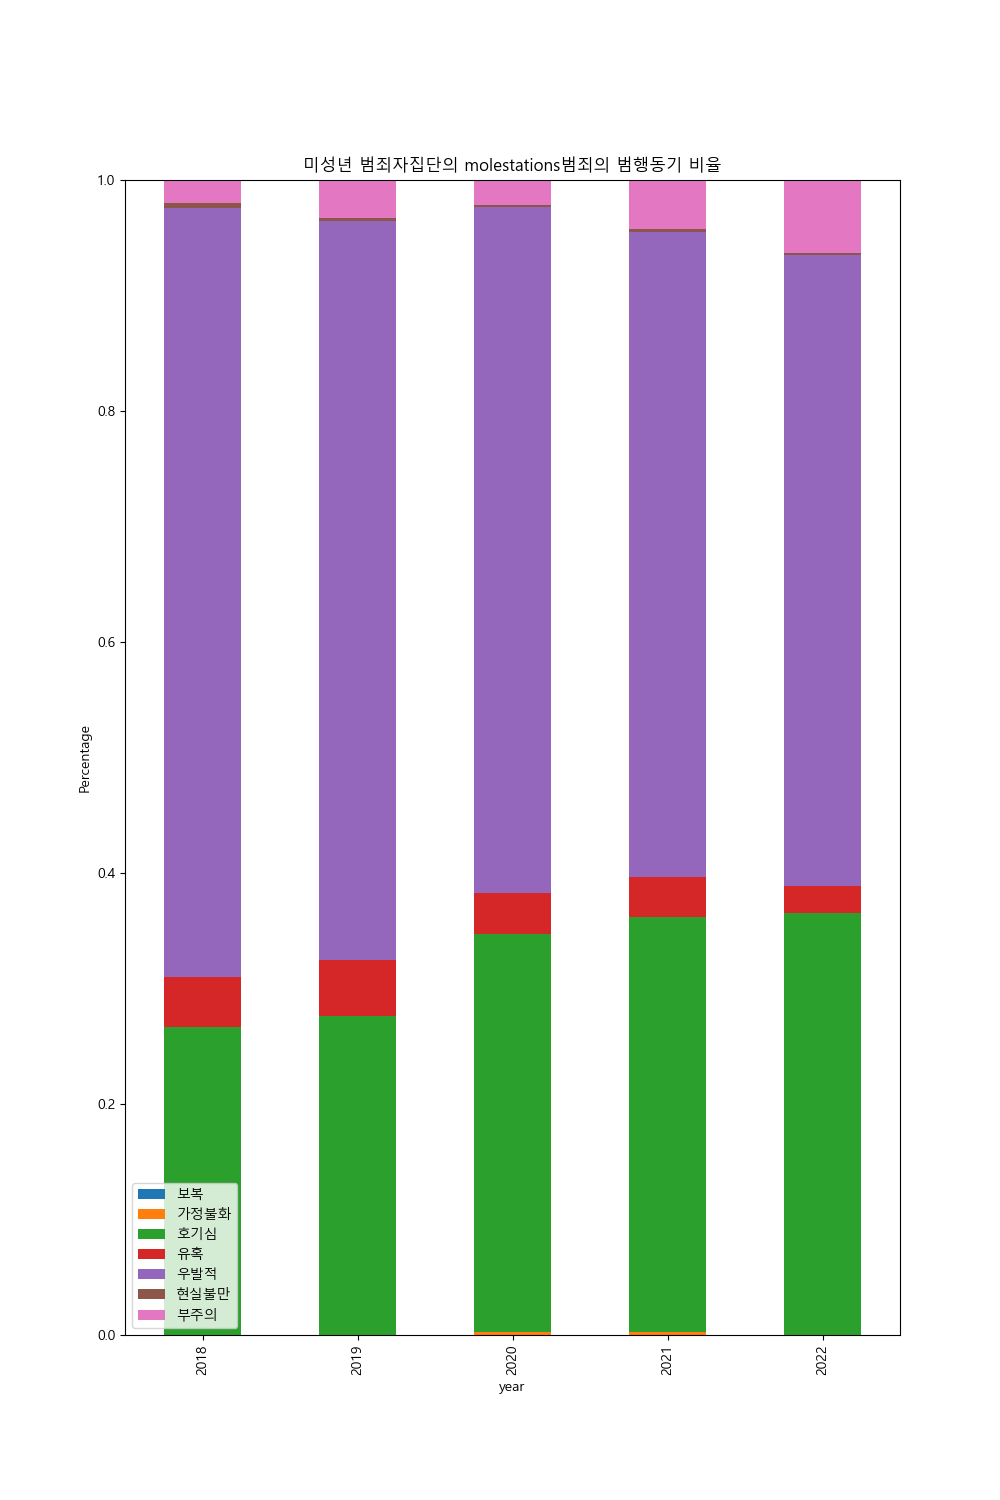 미성년 범죄자집단의 molestations범죄의 범행동기 비율
1.0
0.8
0.6
0.4
0.2
0.0
Percentage
보복
가정불화
호기심
유혹
우발적
현실불만
부주의
2018
2019
2020
2021
2022
year